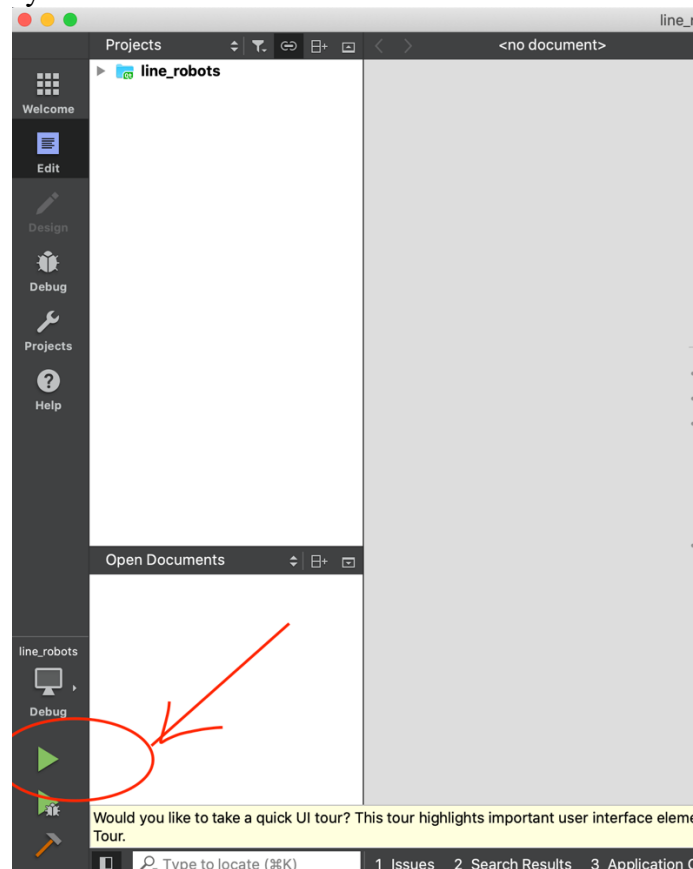 line_r
Projects
<no document>
line_robots
Welcome
Edit
Design
Debug
Projects
Help
Open Documents
line_robots
Debug
Would you like to take a quick UI tour? This tour highlights important user interface eleme
Tour.
Type to locate (⌘K)
1 Issues 2 Search Results 3 Application